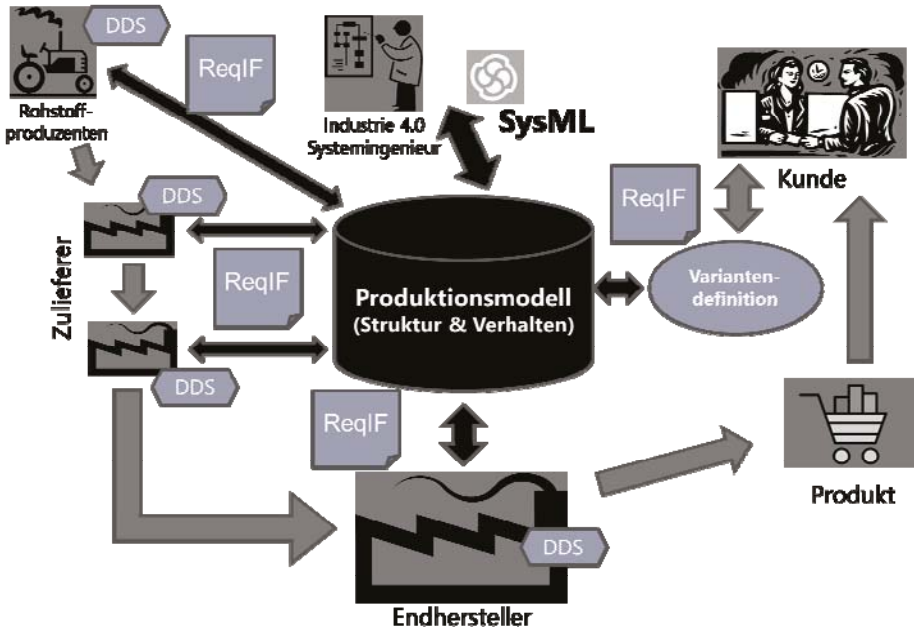 DDS
ReqIF
Rohstoff-
produzenten
Industrie 4.0
Systemingenieur
SysML
Kunde
ReqIF
DDS
Zulieferer
ReqIF
Varianten-
definition
Produktionsmodell
(Struktur & Verhalten)
DDS
ReqIF
Produkt
DDS
Endhersteller